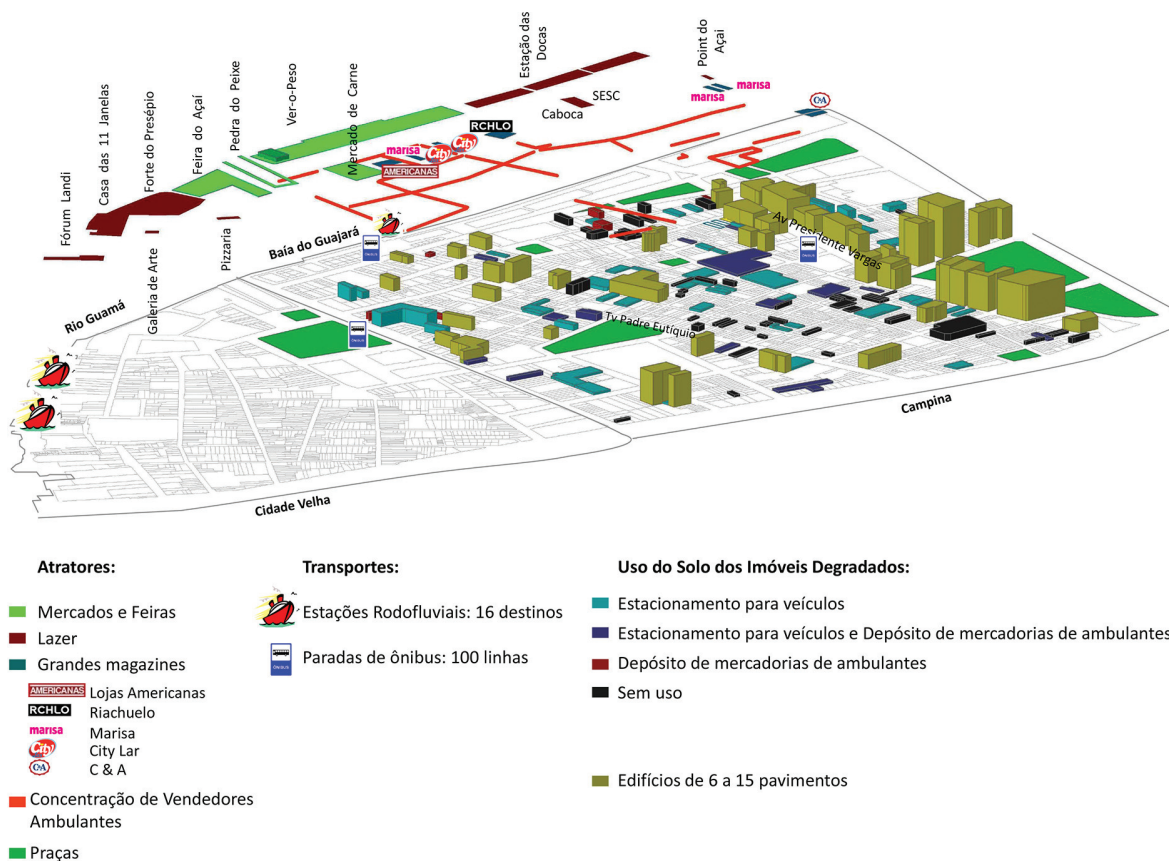 Fórum Landi
Casa das 11 Janelas
Forte do Presépio
Galeria de Arte
Feira do Açaí
Pizzaria
Pedra do Peixe
Ver-o-Peso
Mercado de Carne
Estação das
Docas
SESC
Caboca
Point do
Açai
marisa
marisa
C&A
RCHLO
marisa
City
City
AMERICANAS
Baía do Guajará
ÔNIBUS
Rio Guamá
Av Presidente Vargas
ÔNIBUS
Tv Padre Eutíquio
ÔNIBUS
Campina
Cidade Velha
Atratores:
Mercados e Feiras
Lazer
Grandes magazines
AMERICANAS Lojas Americanas
RCHLO Riachuelo
marisa Marisa
City City Lar
C&A C & A
Concentração de Vendedores
Ambulantes
Praças
Transportes:
Estações Rodofluviais: 16 destinos
ÔNIBUS Paradas de ônibus: 100 linhas
Uso do Solo dos Imóveis Degradados:
Estacionamento para veículos
Estacionamento para veículos e Depósito de mercadorias de ambulantes
Depósito de mercadorias de ambulantes
Sem uso
Edifícios de 6 a 15 pavimentos